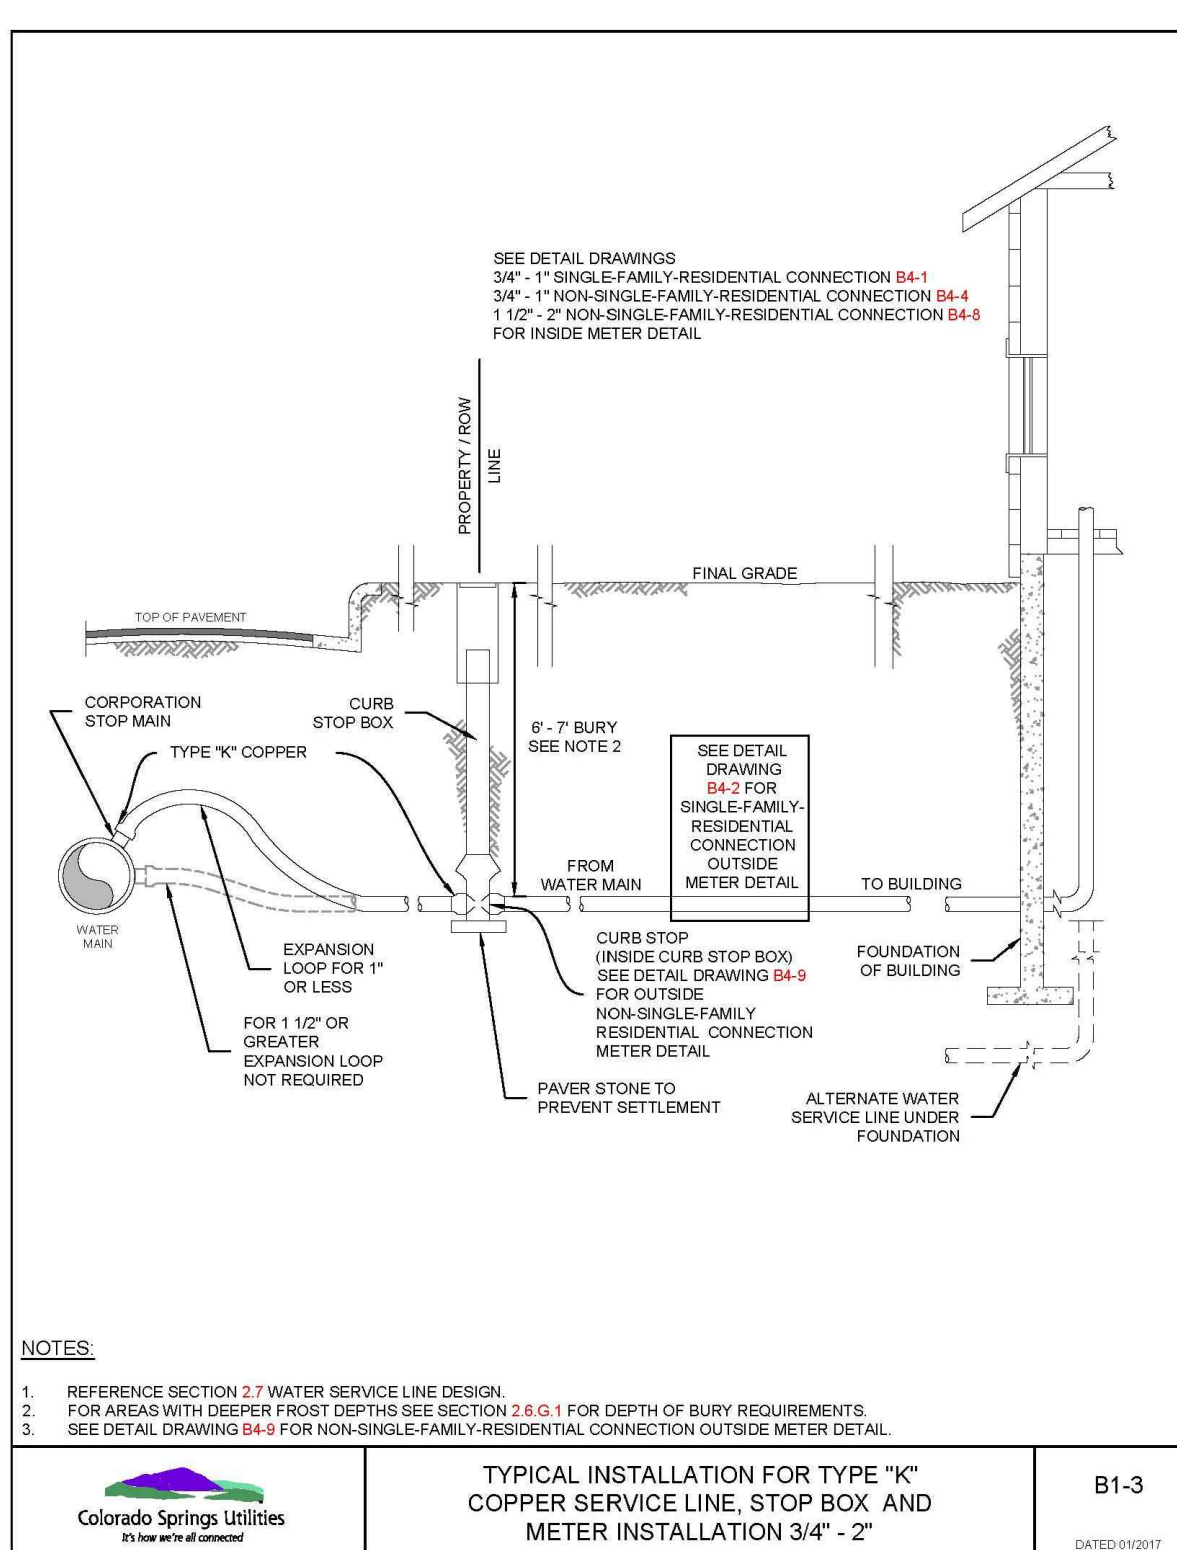 SEE DETAIL DRAWINGS
3/4" - 1" SINGLE-FAMILY-RESIDENTIAL CONNECTION B4-1
3/4" - 1" NON-SINGLE-FAMILY-RESIDENTIAL CONNECTION B4-4
1 1/2" - 2" NON-SINGLE-FAMILY-RESIDENTIAL CONNECTION B4-8
FOR INSIDE METER DETAIL
PROPERTY / ROW
LINE
FINAL GRADE
TOP OF PAVEMENT
CORPORATION
STOP MAIN
CURB
STOP BOX
TYPE "K" COPPER
6' - 7' BURY
SEE NOTE 2
SEE DETAIL
DRAWING
B4-2 FOR
SINGLE-FAMILY-
RESIDENTIAL
CONNECTION
OUTSIDE
METER DETAIL
FROM
WATER MAIN
TO BUILDING
WATER
MAIN
EXPANSION
LOOP FOR 1"
OR LESS
FOR 1 1/2" OR
GREATER
EXPANSION LOOP
NOT REQUIRED
CURB STOP
(INSIDE CURB STOP BOX)
SEE DETAIL DRAWING B4-9
FOR OUTSIDE
NON-SINGLE-FAMILY
RESIDENTIAL CONNECTION
METER DETAIL
FOUNDATION
OF BUILDING
PAVER STONE TO
PREVENT SETTLEMENT
ALTERNATE WATER
SERVICE LINE UNDER
FOUNDATION
NOTES:
1. REFERENCE SECTION 2.7 WATER SERVICE LINE DESIGN.
2. FOR AREAS WITH DEEPER FROST DEPTHS SEE SECTION 2.6.G.1 FOR DEPTH OF BURY REQUIREMENTS.
3. SEE DETAIL DRAWING B4-9 FOR NON-SINGLE-FAMILY-RESIDENTIAL CONNECTION OUTSIDE METER DETAIL.
Colorado Springs Utilities
It's how we're all connected
TYPICAL INSTALLATION FOR TYPE "K"
COPPER SERVICE LINE, STOP BOX AND
METER INSTALLATION 3/4" - 2"
B1-3
DATED 01/2017